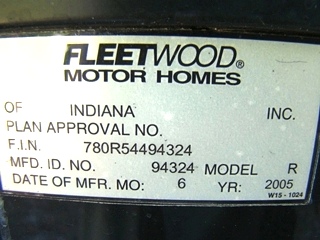 FLEETWOOD®
MOTOR HOMES
OF INDIANA INC.
PLAN APPROVAL NO.
F.I.N. 780R54494324
MFD. ID. NO. 94324 MODEL R
DATE OF MFR. MO: 6 YR: 2005
W15 - 1024